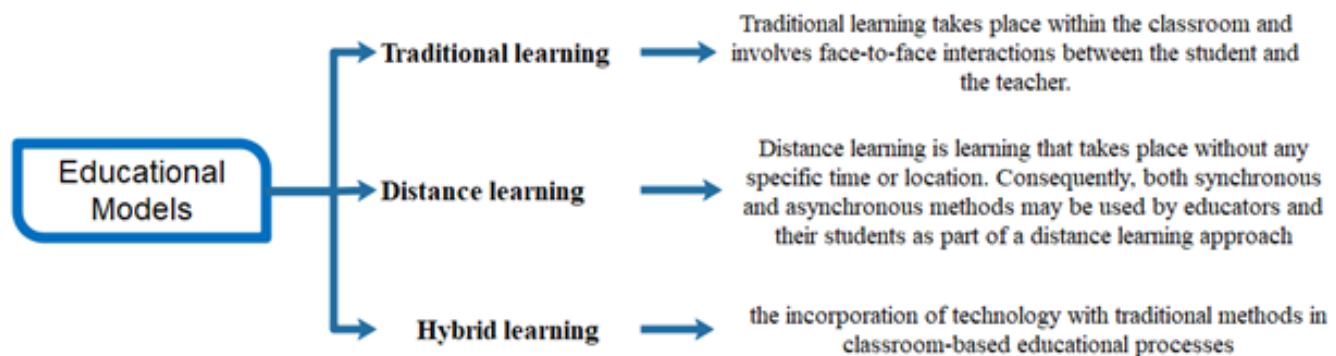 Educational
Models
Traditional learning
Traditional learning takes place within the classroom and
involves face-to-face interactions between the student and
the teacher.
Distance learning
Distance learning is learning that takes place without any
specific time or location. Consequently, both synchronous
and asynchronous methods may be used by educators and
their students as part of a distance learning approach
Hybrid learning
the incorporation of technology with traditional methods in
classroom-based educational processes